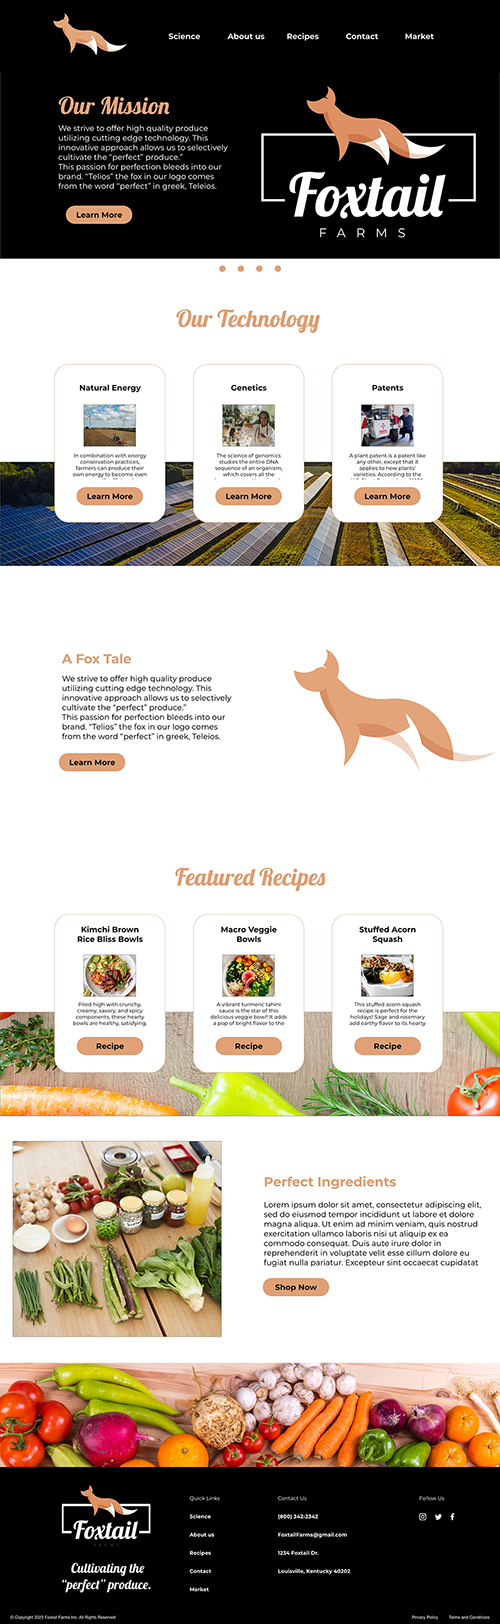 Science About us Recipes Contact Market
Our Mission
We strive to offer high quality produce
utilizing cutting edge technology. This
innovative approach allows us to selectively
cultivate the “perfect” produce.”
This passion for perfection bleeds into our
brand. “Telios” the fox in our logo comes
from the word “perfect” in greek, Teleios.
Learn More
Foxtail
FARMS
Our Technology
Natural Energy
In combination with energy
conservation practices,
farmers can produce their
own energy to become even
Learn More
Genetics
The science of genomics
studies the entire DNA
sequence of an organism,
which covers all the
Learn More
Patents
A plant patent is a patent like
any other, except that it
applies to new plants’
varieties. According to the
Learn More
A Fox Tale
We strive to offer high quality produce
utilizing cutting edge technology. This
innovative approach allows us to selectively
cultivate the “perfect” produce.”
This passion for perfection bleeds into our
brand. “Telios” the fox in our logo comes
from the word “perfect” in greek, Teleios.
Learn More
Featured Recipes
Kimchi Brown
Rice Bliss Bowls
Piled high with crunchy,
creamy, savory, and spicy
components, these hearty
bowls are healthy, satisfying,
Recipe
Macro Veggie
Bowls
A vibrant turmeric tahini
sauce is the star of this
delicious veggie bowl! It adds
a pop of bright flavor to the
Recipe
Stuffed Acorn
Squash
This stuffed acorn squash
recipe is perfect for the
holidays! Sage and rosemary
add earthy flavor to its hearty
Recipe
Perfect Ingredients
Lorem ipsum dolor sit amet, consectetur adipiscing elit,
sed do eiusmod tempor incididunt ut labore et dolore
magna aliqua. Ut enim ad minim veniam, quis nostrud
exercitation ullamco laboris nisi ut aliquip ex ea
commodo consequat. Duis aute irure dolor in
reprehenderit in voluptate velit esse cillum dolore eu
fugiat nulla pariatur. Excepteur sint occaecat cupidatat
Shop Now
Foxtail
FARMS
Cultivating the
“perfect” produce.
Quick Links
Science
About us
Recipes
Contact
Market
Contact Us
(800) 342-2342
FoxtailFarms@gmail.com
1234 Foxtail Dr.
Louisville, Kentucky 40202
Follow Us
© Copyright 2023 Foxtail Farms Inc. All Rights Reserved
Privacy Policy Terms and Conditions